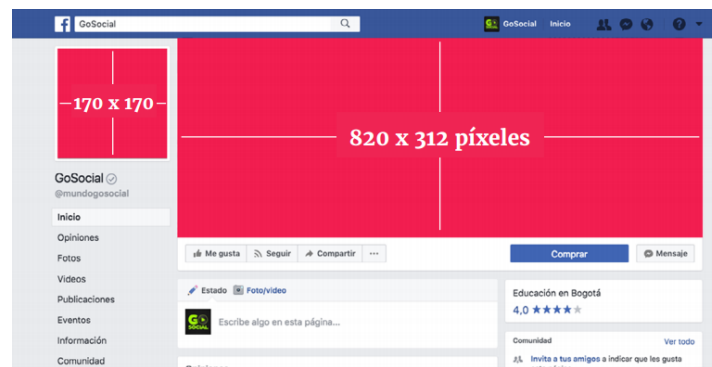 GoSocial
GoSocial Inicio
170 x 170
820 x 312 píxeles
GoSocial
@mundogosocial
Inicio
Opiniones
Fotos
Videos
Publicaciones
Eventos
Información
Comunidad
Me gusta Seguir Compartir ...
Comprar
Mensaje
Estado Foto/video
GO SOCIAL
Escribe algo en esta página...
Educación en Bogotá
4,0 ★★★★★
Comunidad Ver todo
Invita a tus amigos a indicar que les gusta